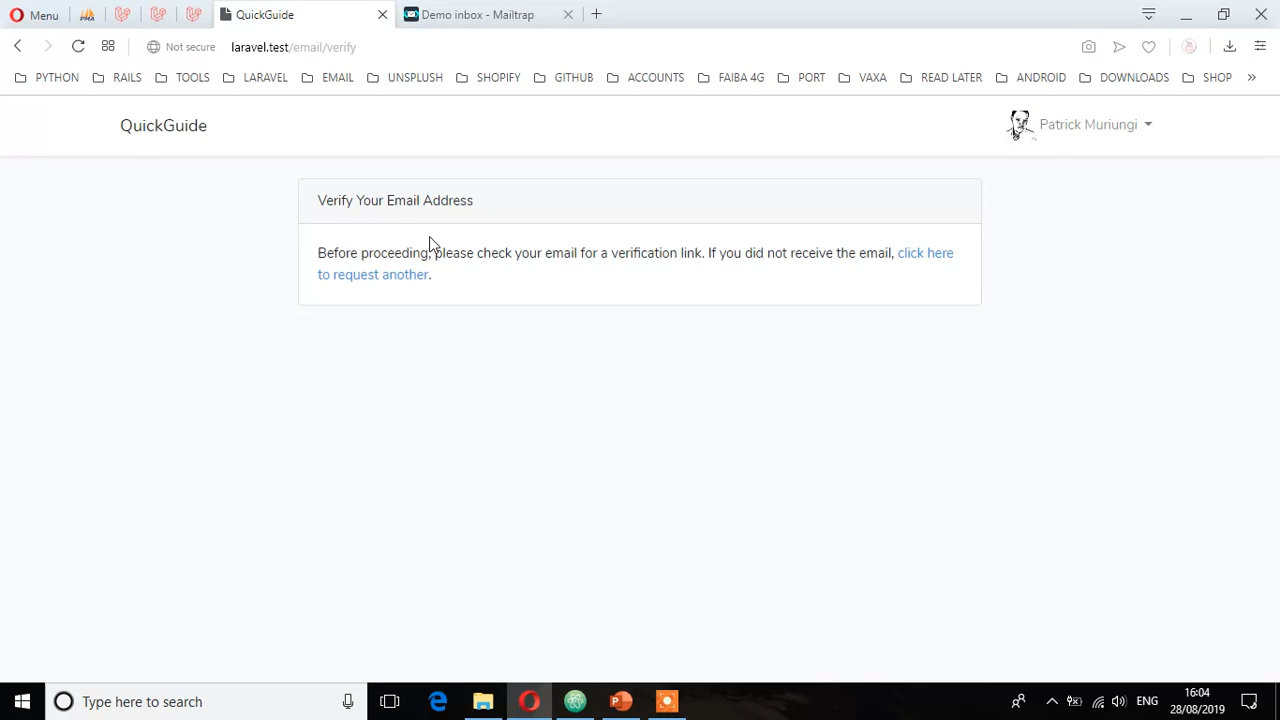 Menu
QuickGuide
Demo inbox - Mailtrap
Not secure
laravel.test/email/verify
PYTHON
RAILS
TOOLS
LARAVEL
EMAIL
UNSPLUSH
SHOPIFY
GITHUB
ACCOUNTS
FAIBA 4G
PORT
VAXA
READ LATER
ANDROID
DOWNLOADS
SHOP
»
QuickGuide
Patrick Muriungi
Verify Your Email Address
Before proceeding, please check your email for a verification link. If you did not receive the email, click here
to request another.
Type here to search
ENG
16:04
28/08/2019